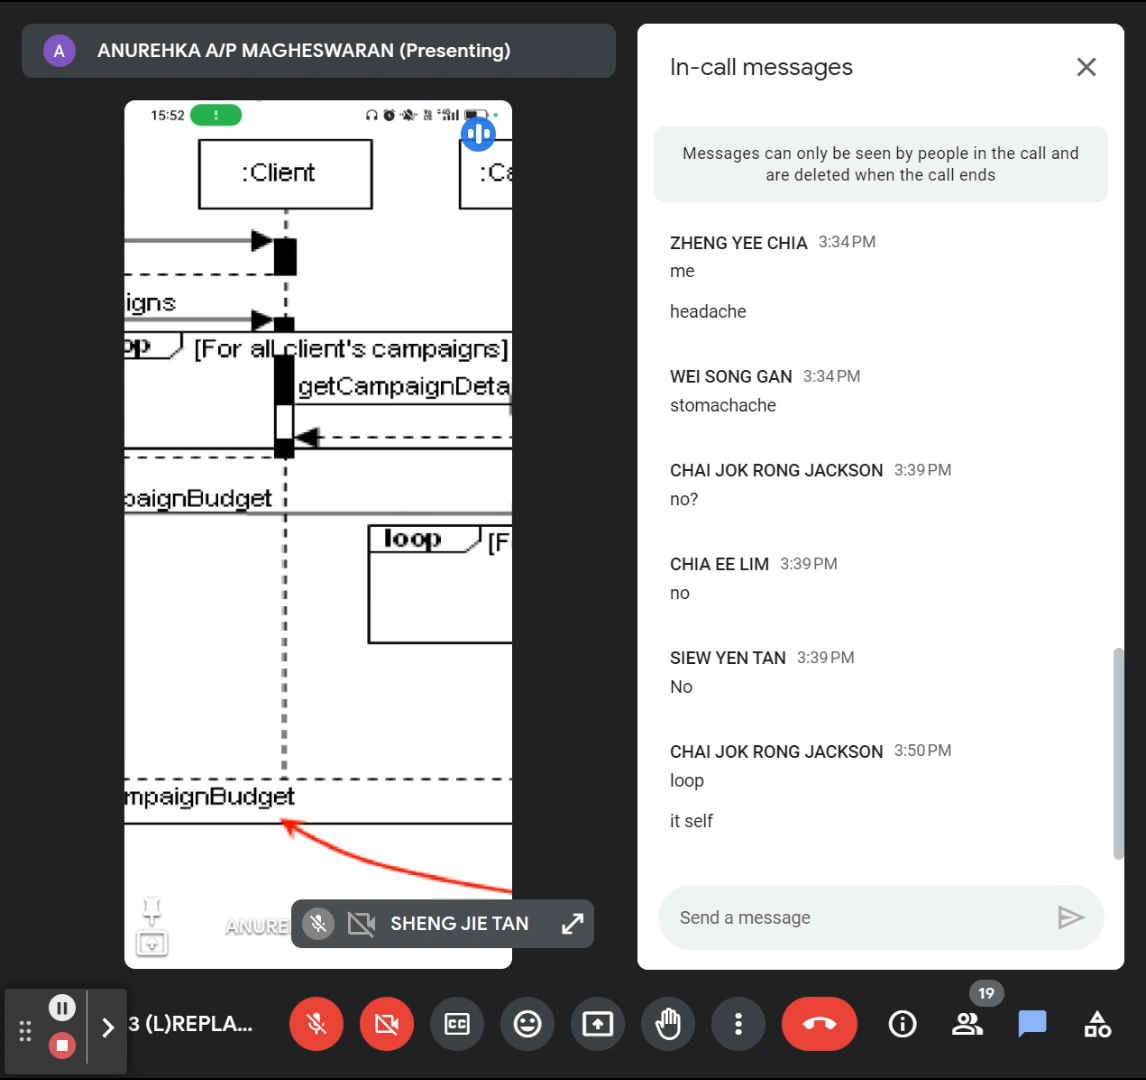 A ANUREHKA A/P MAGHESWARAN (Presenting)
15:52
:Client
:Ca
igns
op [For all client's campaigns]
getCampaignDeta
paignBudget
loop [F
mpaignBudget
ANURE
SHENG JIE TAN
In-call messages
Messages can only be seen by people in the call and
are deleted when the call ends
ZHENG YEE CHIA 3:34 PM
me
headache
WEI SONG GAN 3:34 PM
stomachache
CHAI JOK RONG JACKSON 3:39 PM
no?
CHIA EE LIM 3:39 PM
no
SIEW YEN TAN 3:39 PM
No
CHAI JOK RONG JACKSON 3:50 PM
loop
it self
Send a message
3 (L)REPLA...
CC
19